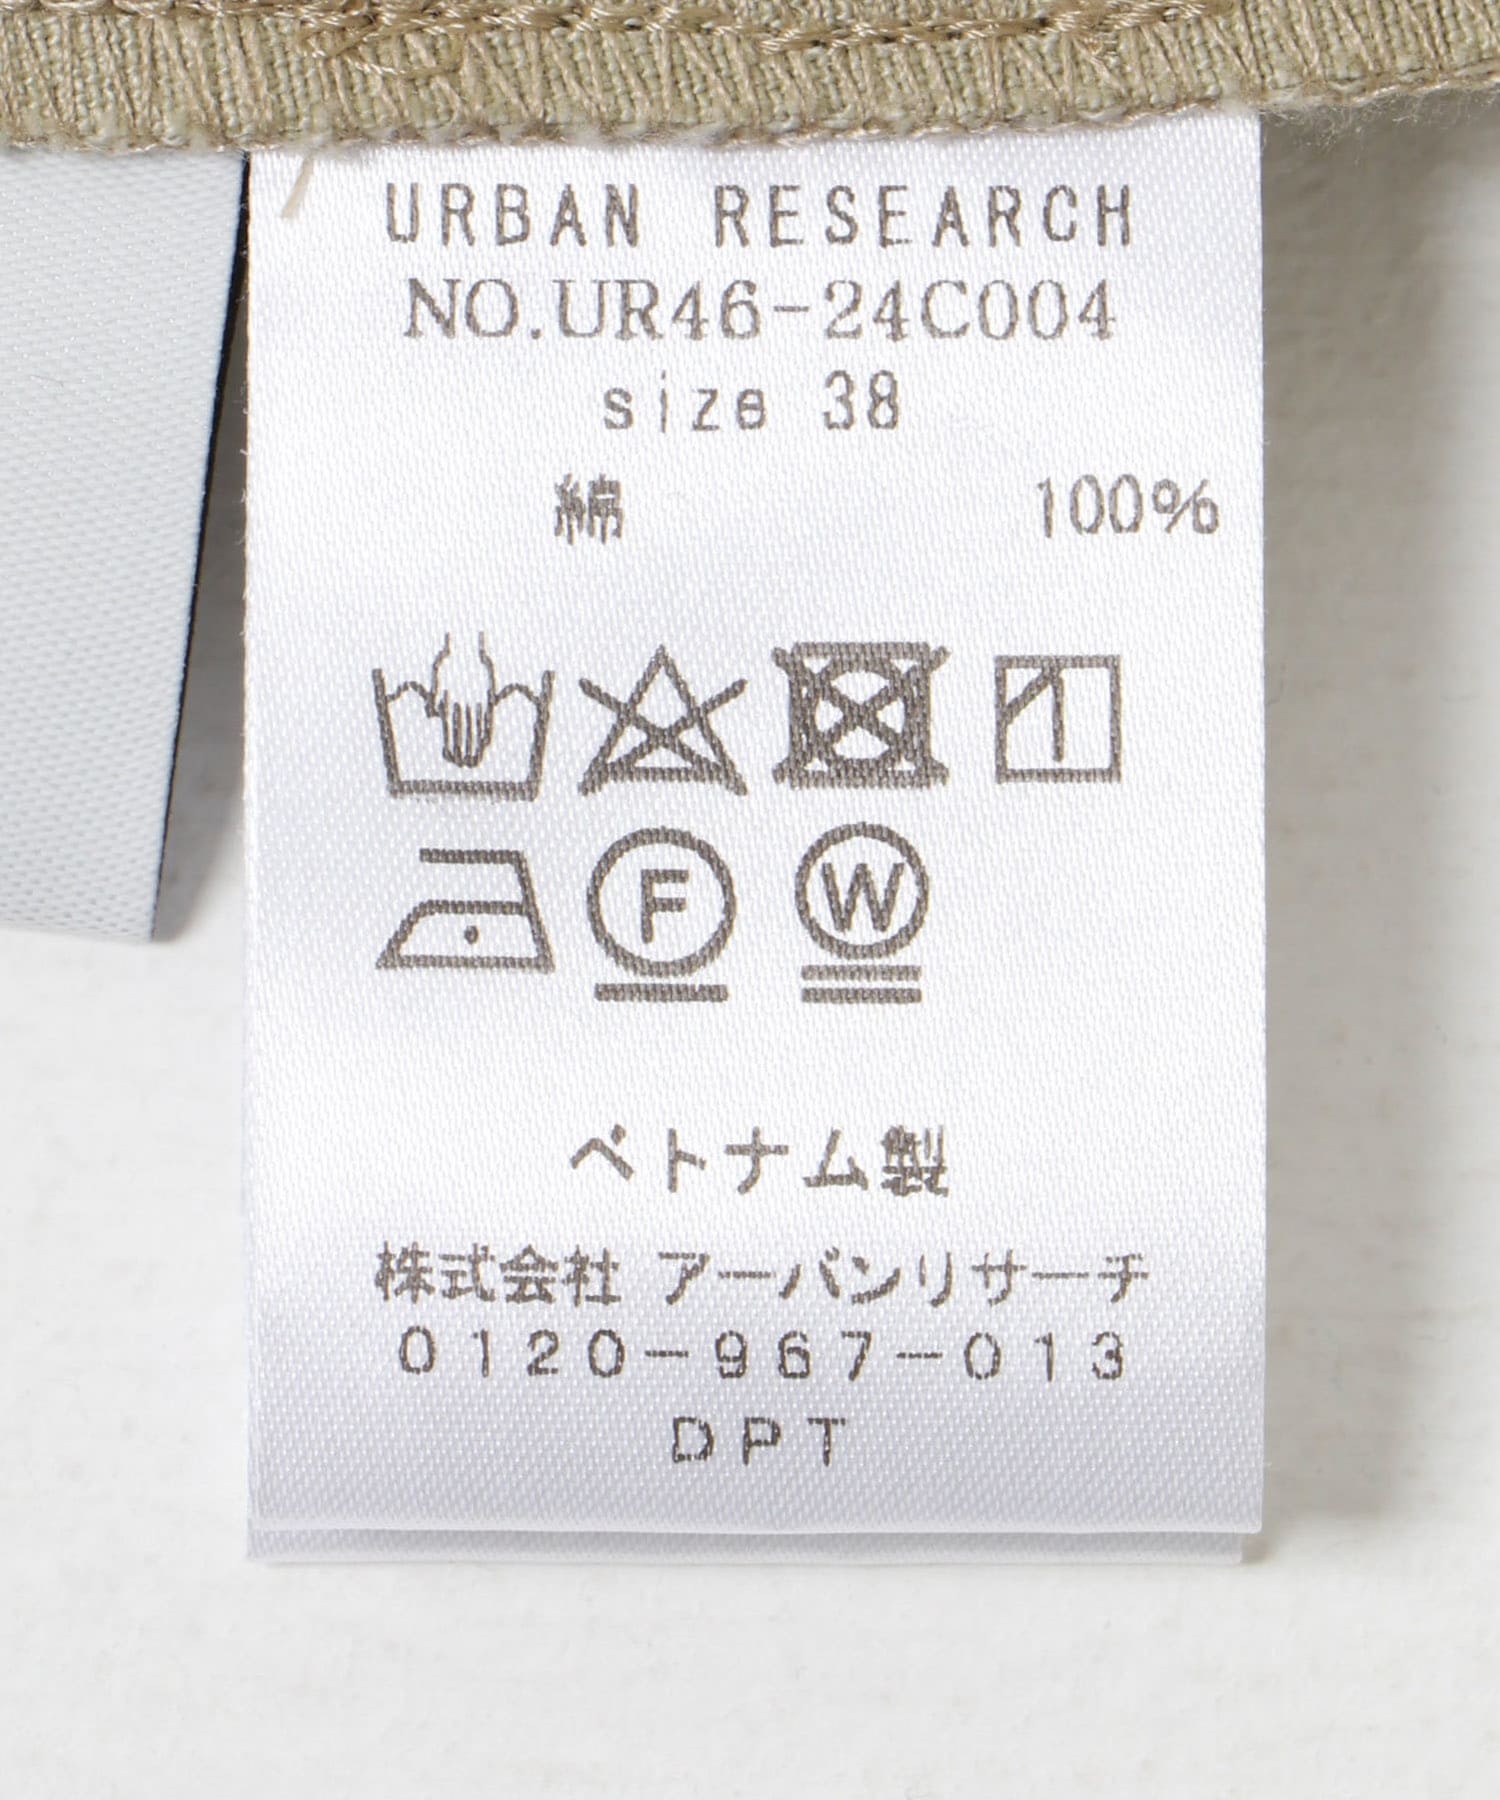 URBAN RESEARCH
NO.UR46-24C004
size 38
綿 100%
F W
ベトナム製
株式会社 アーバンリサーチ
0120-967-013
DPT